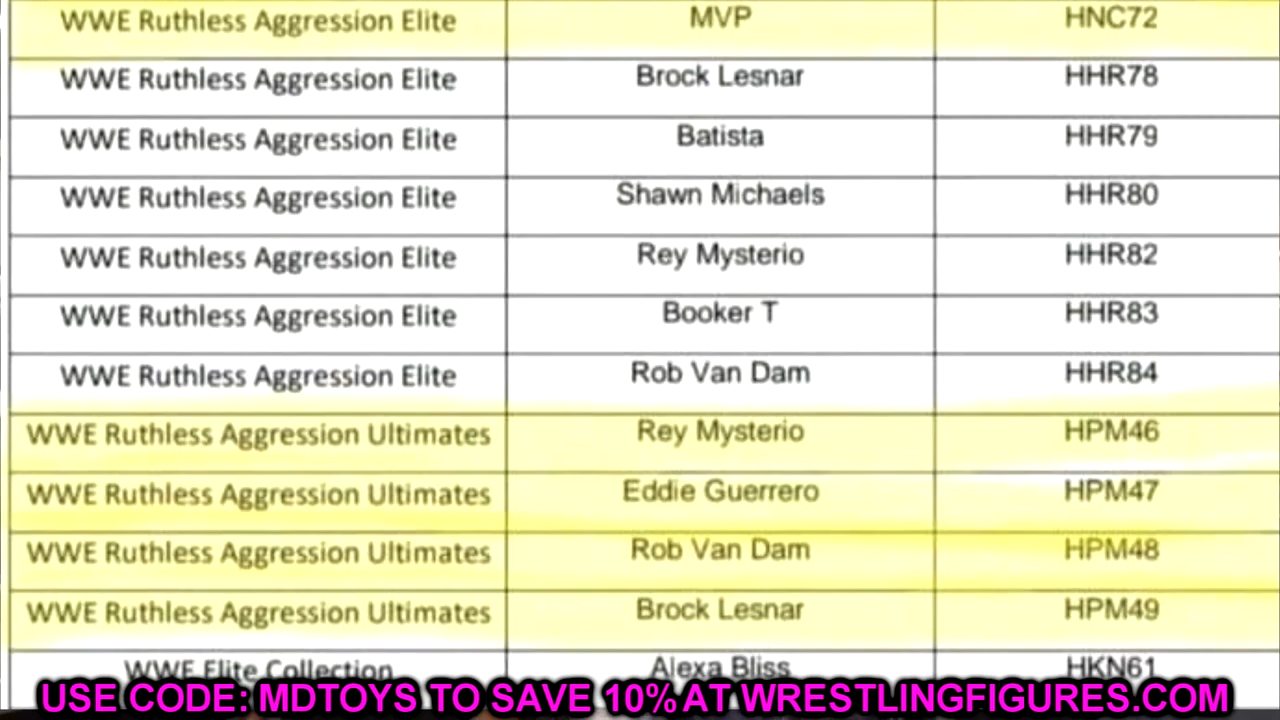 WWE Ruthless Aggression Elite MVP HNC72
WWE Ruthless Aggression Elite Brock Lesnar HHR78
WWE Ruthless Aggression Elite Batista HHR79
WWE Ruthless Aggression Elite Shawn Michaels HHR80
WWE Ruthless Aggression Elite Rey Mysterio HHR82
WWE Ruthless Aggression Elite Booker T HHR83
WWE Ruthless Aggression Elite Rob Van Dam HHR84
WWE Ruthless Aggression Ultimates Rey Mysterio HPM46
WWE Ruthless Aggression Ultimates Eddie Guerrero HPM47
WWE Ruthless Aggression Ultimates Rob Van Dam HPM48
WWE Ruthless Aggression Ultimates Brock Lesnar HPM49
WWE Elite Collection Alexa Bliss HKN61
USE CODE: MDTOYS TO SAVE 10% AT WRESTLINGFIGURES.COM